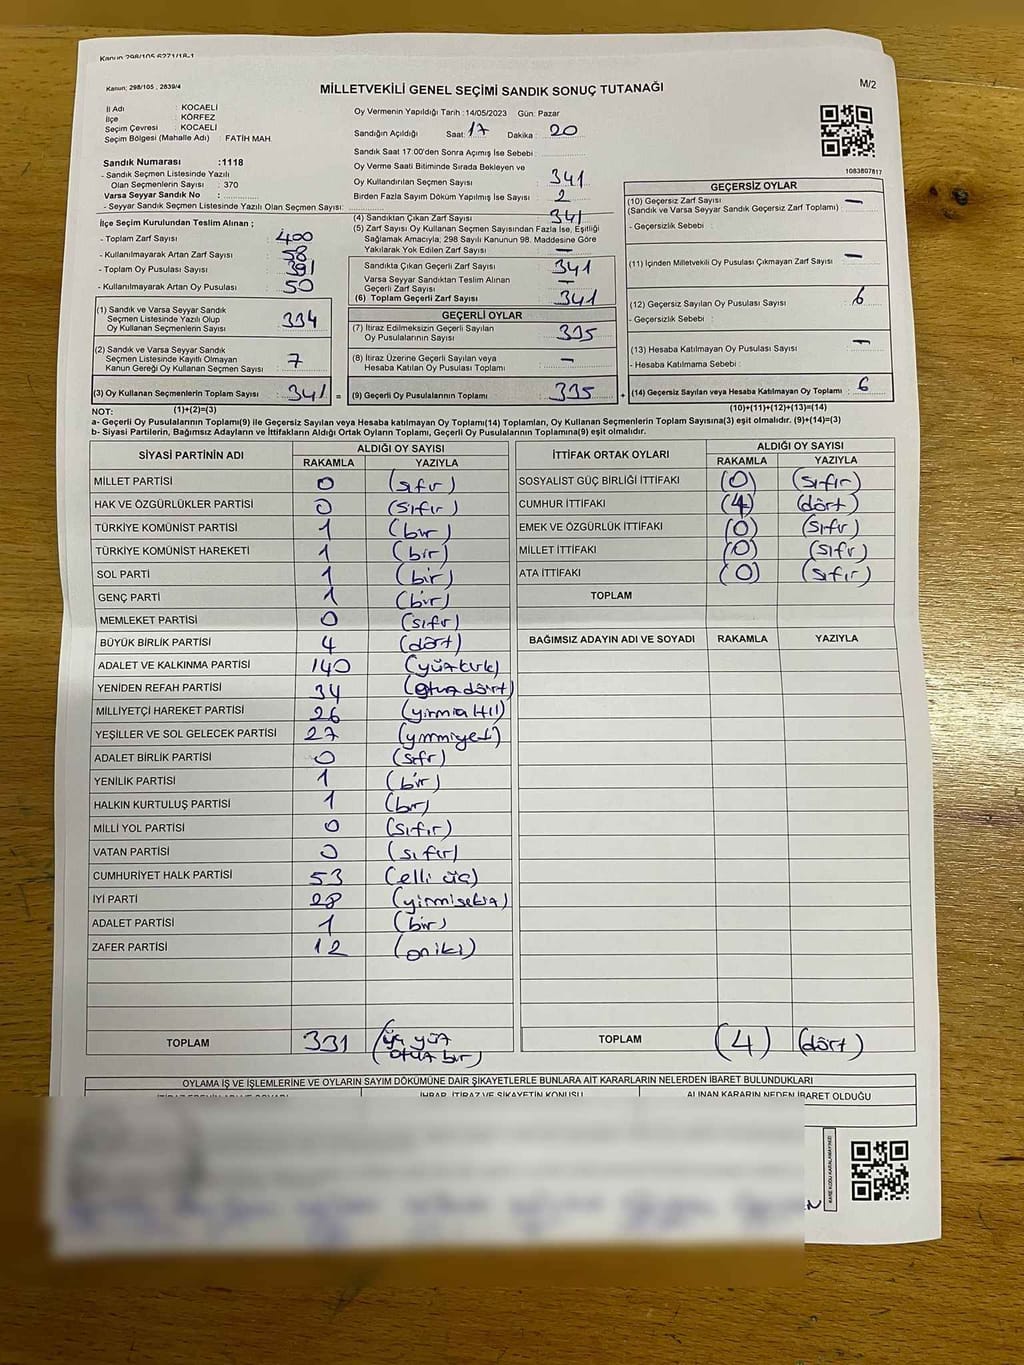 Kanun 298/105 6271/18-1
Kanun; 298/105 , 2839/4
MİLLETVEKİLİ GENEL SEÇİMİ SANDIK SONUÇ TUTANAĞI
M/2
İl Adı : KOCAELİ
İlçe : KÖRFEZ
Seçim Çevresi : KOCAELİ
Seçim Bölgesi (Mahalle Adı) : FATİH MAH.
Sandık Numarası :1118
- Sandık Seçmen Listesinde Yazılı
Olan Seçmenlerin Sayısı : 370
Varsa Seyyar Sandık No :
- Seyyar Sandık Seçmen Listesinde Yazılı Olan Seçmen Sayısı:
Oy Vermenin Yapıldığı Tarih :14/05/2023 Gün: Pazar
Sandığın Açıldığı Saat: 17 Dakika: 20
Sandık Saat 17:00'den Sonra Açımış İse Sebebi :
Oy Verme Saati Bitiminde Sırada Bekleyen ve
Oy Kullandırılan Seçmen Sayısı : 341
Birden Fazla Sayım Döküm Yapılmış İse Sayısı : 2
(4) Sandıktan Çıkan Zarf Sayısı : 341
(5) Zarf Sayısı Oy Kullanan Seçmen Sayısından Fazla İse, Eşitliği
Sağlamak Amacıyla; 298 Sayılı Kanunun 98. Maddesine Göre
Yakılarak Yok Edilen Zarf Sayısı : —
1083807817
İlçe Seçim Kurulundan Teslim Alınan ;
- Toplam Zarf Sayısı : 400
- Kullanılmayarak Artan Zarf Sayısı : 58
- Toplam Oy Pusulası Sayısı : 391
- Kullanılmayarak Artan Oy Pusulası : 50
Sandıkta Çıkan Geçerli Zarf Sayısı : 341
Varsa Seyyar Sandıktan Teslim Alınan
Geçerli Zarf Sayısı : —
(6) Toplam Geçerli Zarf Sayısı : 341
(1) Sandık ve Varsa Seyyar Sandık
Seçmen Listesinde Yazılı Olup
Oy Kullanan Seçmenlerin Sayısı : 334
(2) Sandık ve Varsa Seyyar Sandık
Seçmen Listesinde Kayıtlı Olmayan
Kanun Gereği Oy Kullanan Seçmen Sayısı : 7
(3) Oy Kullanan Seçmenlerin Toplam Sayısı : 341 =
GEÇERLİ OYLAR
(7) İtiraz Edilmeksizin Geçerli Sayılan
Oy Pusulalarının Sayısı : 335
(8) İtiraz Üzerine Geçerli Sayılan veya
Hesaba Katılan Oy Pusulası Toplamı : —
(9) Geçerli Oy Pusulalarının Toplamı : 335 +
GEÇERSİZ OYLAR
(10) Geçersiz Zarf Sayısı : —
(Sandık ve Varsa Seyyar Sandık Geçersiz Zarf Toplamı)
- Geçersizlik Sebebi :
(11) İçinden Milletvekili Oy Pusulası Çıkmayan Zarf Sayısı : —
(12) Geçersiz Sayılan Oy Pusulası Sayısı : 6
- Geçersizlik Sebebi :
(13) Hesaba Katılmayan Oy Pusulası Sayısı : —
- Hesaba Katılmama Sebebi :
(14) Geçersiz Sayılan veya Hesaba Katılmayan Oy Toplamı : 6
NOT: (1)+(2)=(3) (10)+(11)+(12)+(13)=(14)
a- Geçerli Oy Pusulalarının Toplamı(9) ile Geçersiz Sayılan veya Hesaba Katılmayan Oy Toplamı(14) Toplamları, Oy Kullanan Seçmenlerin Toplam Sayısına(3) eşit olmalıdır. (9)+(14)=(3)
b- Siyasi Partilerin, Bağımsız Adayların ve İttifakların Aldığı Ortak Oyların Toplamı, Geçerli Oy Pusulalarının Toplamına(9) eşit olmalıdır.
SİYASİ PARTİNİN ADI ALDIĞI OY SAYISI
RAKAMLA YAZIYLA
MİLLET PARTİSİ 0 (sıfır)
HAK VE ÖZGÜRLÜKLER PARTİSİ 0 (sıfır)
TÜRKİYE KOMÜNİST PARTİSİ 1 (bir)
TÜRKİYE KOMÜNİST HAREKETİ 1 (bir)
SOL PARTİ 1 (bir)
GENÇ PARTİ 1 (bir)
MEMLEKET PARTİSİ 0 (sıfır)
BÜYÜK BİRLİK PARTİSİ 4 (dört)
ADALET VE KALKINMA PARTİSİ 140 (yüzkırk)
YENİDEN REFAH PARTİSİ 34 (otuzdört)
MİLLİYETÇİ HAREKET PARTİSİ 26 (yirmialtı)
YEŞİLLER VE SOL GELECEK PARTİSİ 27 (yirmiyedi)
ADALET BİRLİK PARTİSİ 0 (sıfır)
YENİLİK PARTİSİ 1 (bir)
HALKIN KURTULUŞ PARTİSİ 1 (bir)
MİLLİ YOL PARTİSİ 0 (sıfır)
VATAN PARTİSİ 0 (sıfır)
CUMHURİYET HALK PARTİSİ 53 (elli üç)
İYİ PARTİ 28 (yirmisekiz)
ADALET PARTİSİ 1 (bir)
ZAFER PARTİSİ 12 (oniki)
TOPLAM 331 (üç yüz
otuz bir)
İTTİFAK ORTAK OYLARI ALDIĞI OY SAYISI
RAKAMLA YAZIYLA
SOSYALİST GÜÇ BİRLİĞİ İTTİFAKI (0) (sıfır)
CUMHUR İTTİFAKI (4) (dört)
EMEK VE ÖZGÜRLÜK İTTİFAKI (0) (sıfır)
MİLLET İTTİFAKI (0) (sıfır)
ATA İTTİFAKI (0) (sıfır)
TOPLAM
BAĞIMSIZ ADAYIN ADI VE SOYADI RAKAMLA YAZIYLA
TOPLAM (4) (dört)
OYLAMA İŞ VE İŞLEMLERİNE VE OYLARIN SAYIM DÖKÜMÜNE DAİR ŞİKAYETLERLE BUNLARA AİT KARARLARIN NELERDEN İBARET BULUNDUKLARI
İTİRAZ EDENİN ADI VE SOYADI İHBAR, İTİRAZ VE ŞİKAYETİN KONUSU ALINAN KARARIN NEDEN İBARET OLDUĞU
KARE KODU KARALAMAYINIZ!